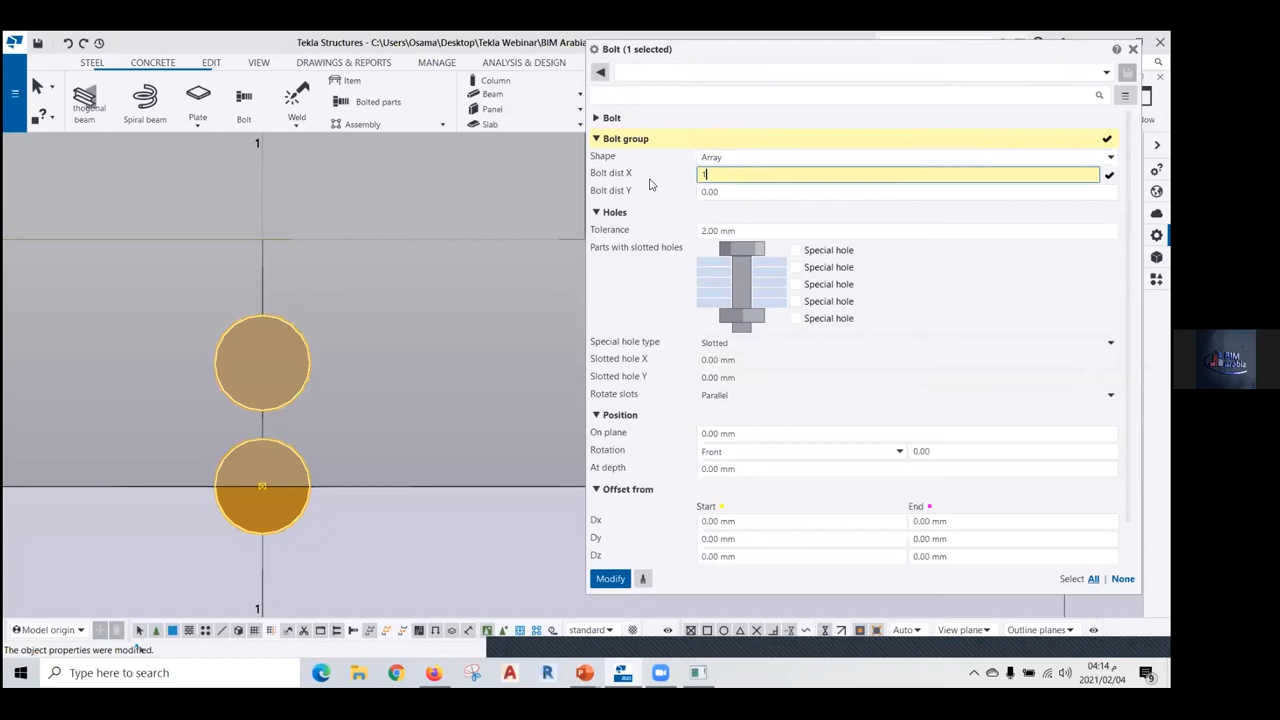 Tekla Structures - C:\Users\Osama\Desktop\Tekla Webinar\BIM Arabia
STEEL CONCRETE EDIT VIEW DRAWINGS & REPORTS MANAGE ANALYSIS & DESIGN
thogonal beam
Spiral beam
Plate
Bolt
Weld
Item
Bolted parts
Assembly
Column
Beam
Panel
Slab
1
1
Bolt (1 selected)
Bolt
Bolt group
Shape Array
Bolt dist X 1
Bolt dist Y 0.00
Holes
Tolerance 2.00 mm
Parts with slotted holes
Special hole
Special hole
Special hole
Special hole
Special hole
Special hole type Slotted
Slotted hole X 0.00 mm
Slotted hole Y 0.00 mm
Rotate slots Parallel
Position
On plane 0.00 mm
Rotation Front 0.00
At depth 0.00 mm
Offset from
Start End
Dx 0.00 mm 0.00 mm
Dy 0.00 mm 0.00 mm
Dz 0.00 mm 0.00 mm
Modify Select All | None
BIM arabia
Model origin standard Auto View plane Outline planes
The object properties were modified.
Type here to search
04:14 م
2021/02/04
9